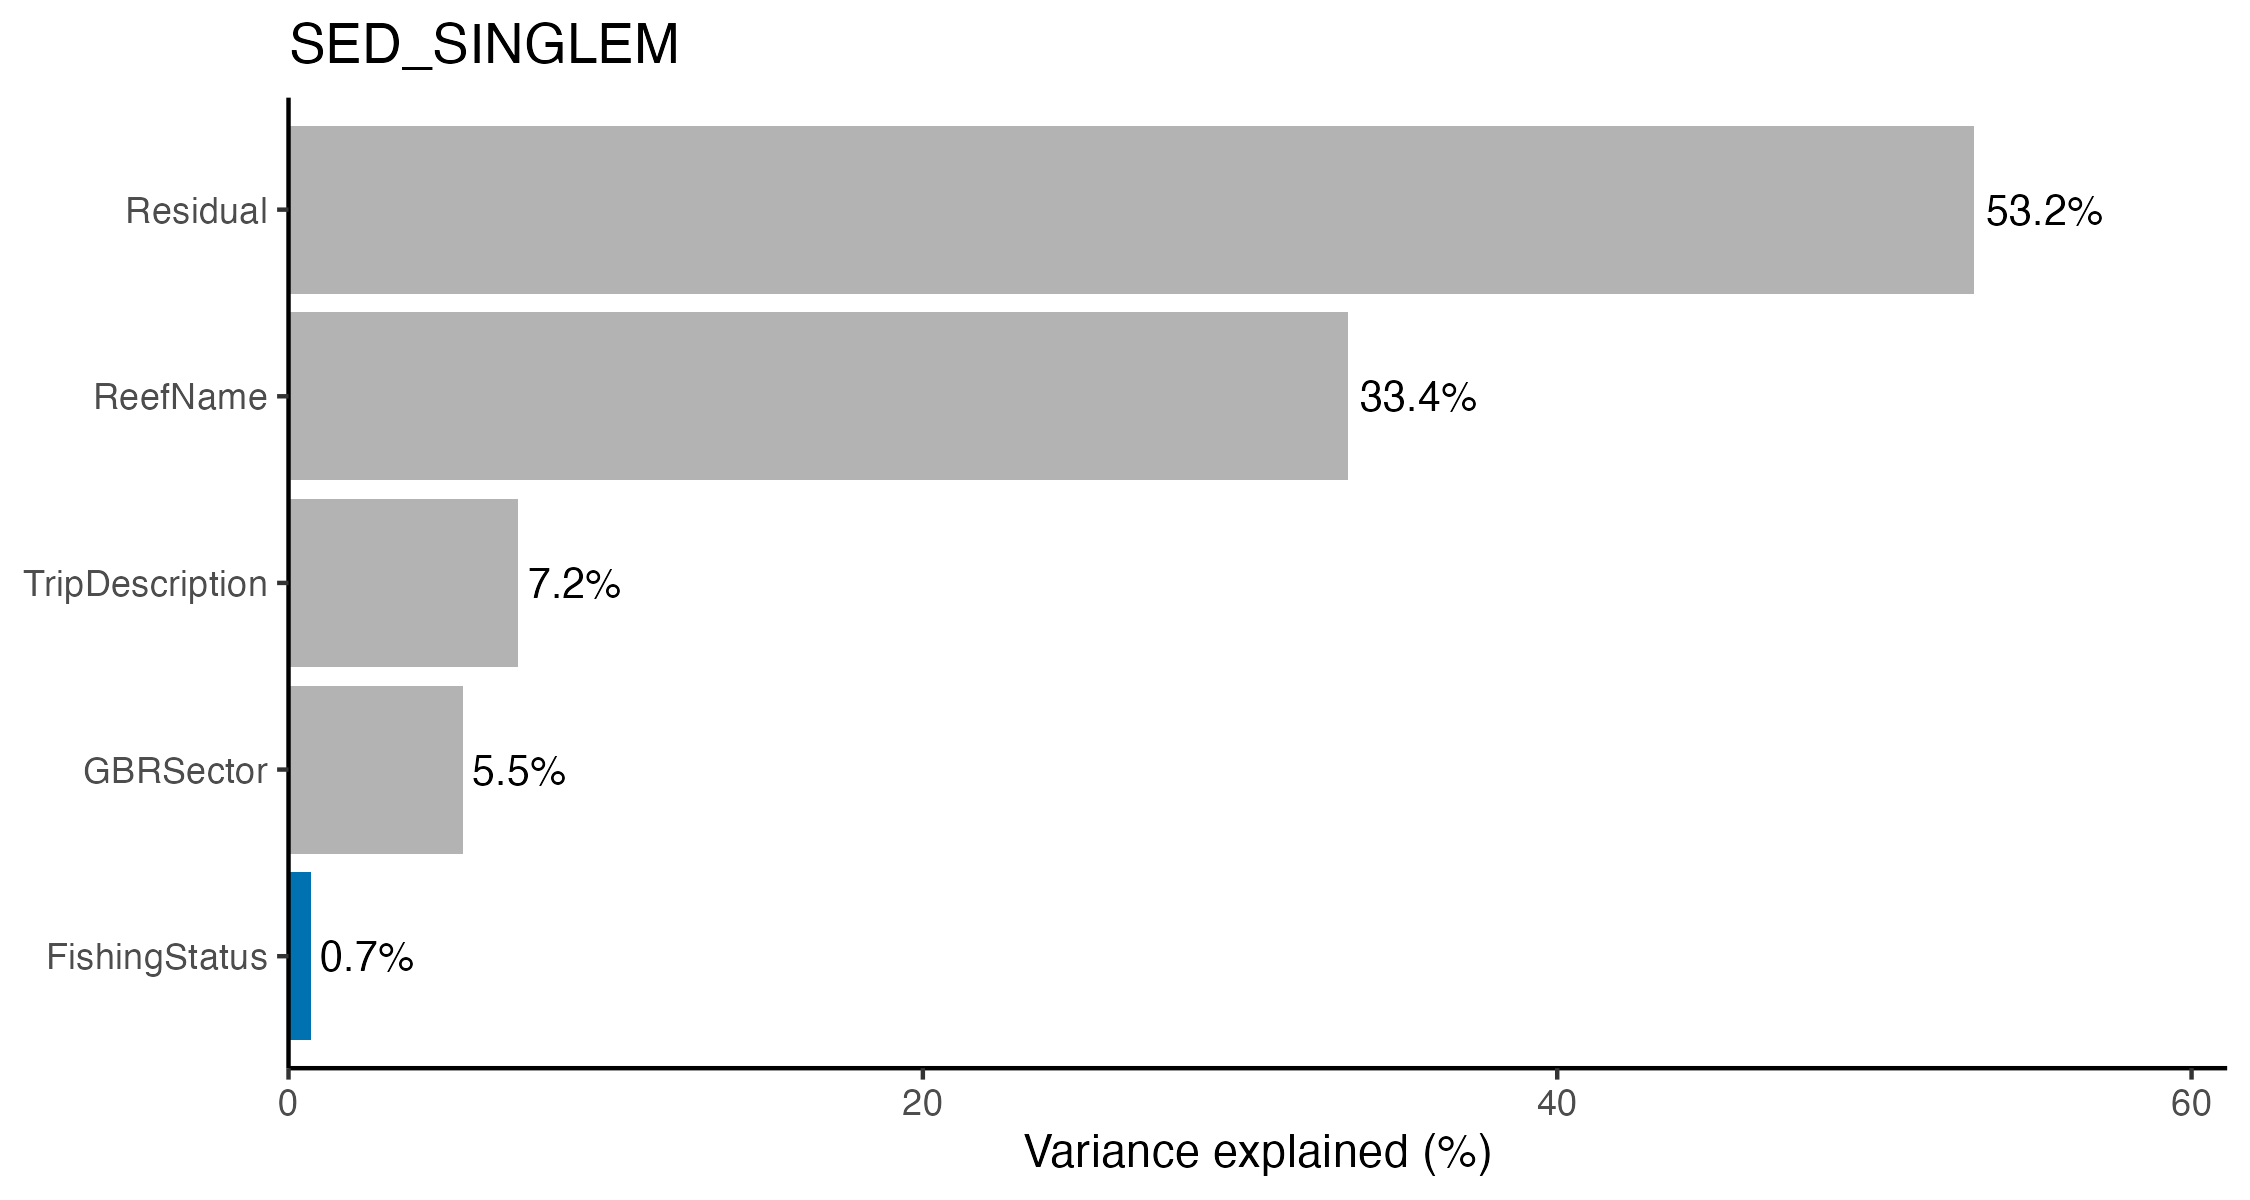 SED_SINGLEM
Residual
53.2%
ReefName
33.4%
TripDescription
7.2%
GBRSector
5.5%
FishingStatus
0.7%
0 20 40 60
Variance explained (%)